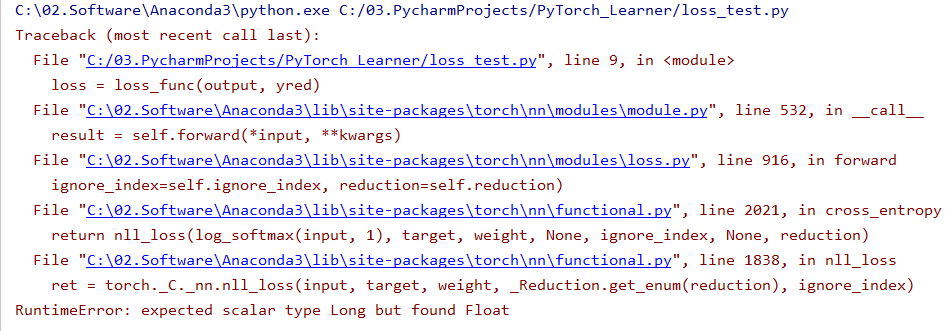 C:\02.Software\Anaconda3\python.exe C:/03.PycharmProjects/PyTorch_Learner/loss_test.py
Traceback (most recent call last):
  File "C:/03.PycharmProjects/PyTorch_Learner/loss_test.py", line 9, in <module>
    loss = loss_func(output, yred)
  File "C:\02.Software\Anaconda3\lib\site-packages\torch\nn\modules\module.py", line 532, in __call__
    result = self.forward(*input, **kwargs)
  File "C:\02.Software\Anaconda3\lib\site-packages\torch\nn\modules\loss.py", line 916, in forward
    ignore_index=self.ignore_index, reduction=self.reduction)
  File "C:\02.Software\Anaconda3\lib\site-packages\torch\nn\functional.py", line 2021, in cross_entropy
    return nll_loss(log_softmax(input, 1), target, weight, None, ignore_index, None, reduction)
  File "C:\02.Software\Anaconda3\lib\site-packages\torch\nn\functional.py", line 1838, in nll_loss
    ret = torch._C._nn.nll_loss(input, target, weight, _Reduction.get_enum(reduction), ignore_index)
RuntimeError: expected scalar type Long but found Float